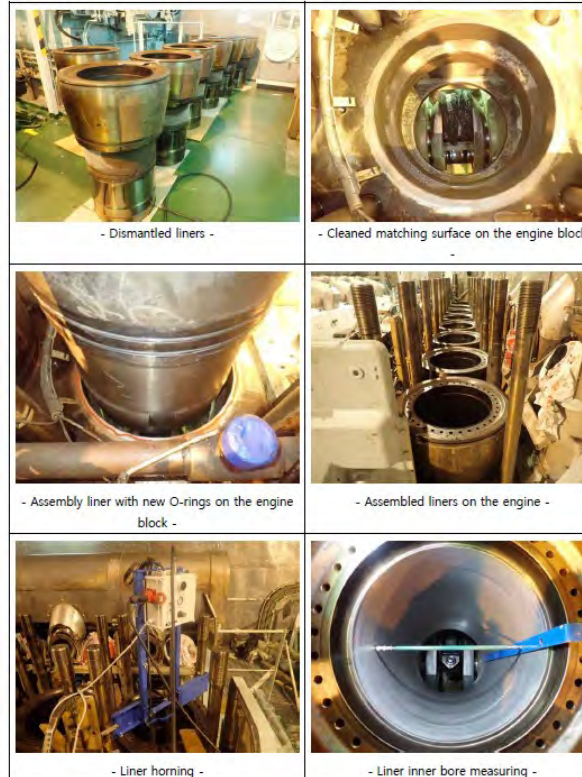 - Dismantled liners -
- Cleaned matching surface on the engine block
-
- Assembly liner with new O-rings on the engine
block -
- Assembled liners on the engine -
- Liner horning -
- Liner inner bore measuring -